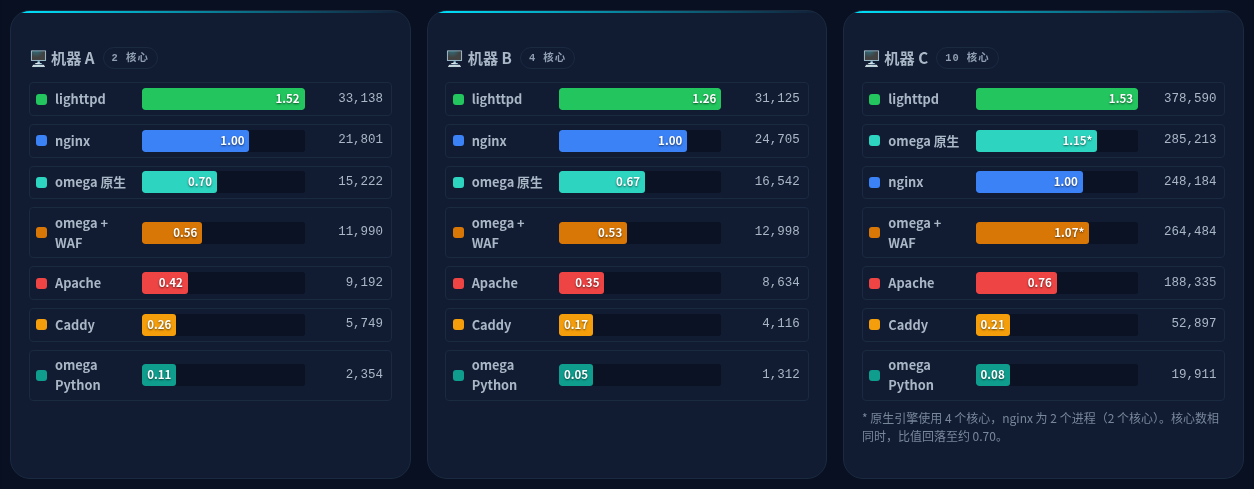 机器 A 2 核心
lighttpd 1.52 33,138
nginx 1.00 21,801
omega 原生 0.70 15,222
omega +
WAF 0.56 11,990
Apache 0.42 9,192
Caddy 0.26 5,749
omega
Python 0.11 2,354
机器 B 4 核心
lighttpd 1.26 31,125
nginx 1.00 24,705
omega 原生 0.67 16,542
omega +
WAF 0.53 12,998
Apache 0.35 8,634
Caddy 0.17 4,116
omega
Python 0.05 1,312
机器 C 10 核心
lighttpd 1.53 378,590
omega 原生 1.15* 285,213
nginx 1.00 248,184
omega +
WAF 1.07* 264,484
Apache 0.76 188,335
Caddy 0.21 52,897
omega
Python 0.08 19,911
* 原生引擎使用 4 个核心，nginx 为 2 个进程（2 个核心）。核心数相
同时，比值回落至约 0.70。